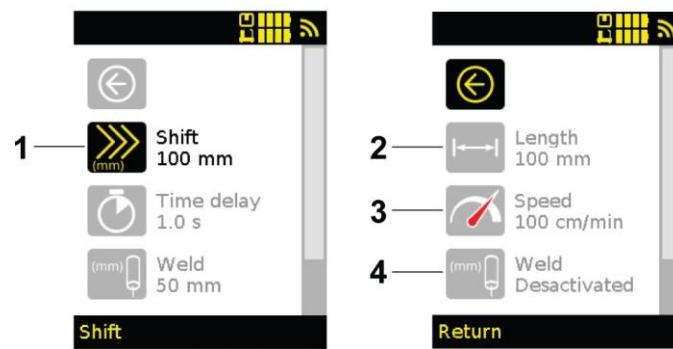 1
(mm)
Shift
100 mm
Time delay
1.0 s
(mm)
Weld
50 mm
Shift
2
Length
100 mm
3
Speed
100 cm/min
4
(mm)
Weld
Desactivated
Return